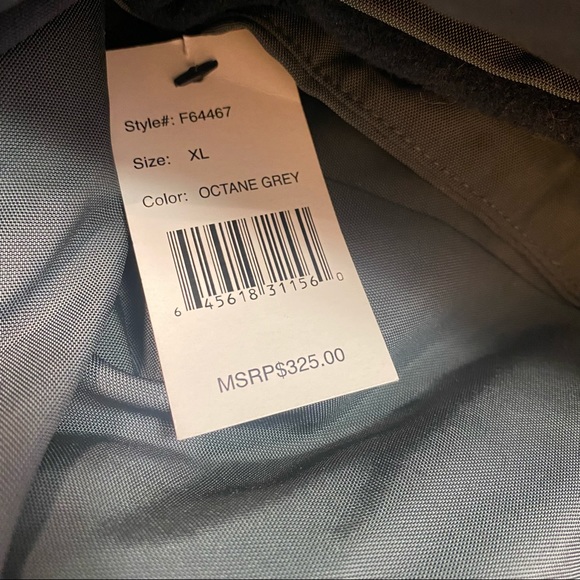 Style#: F64467
Size: XL
Color: OCTANE GREY
6 45618 31156 0
MSRP$325.00